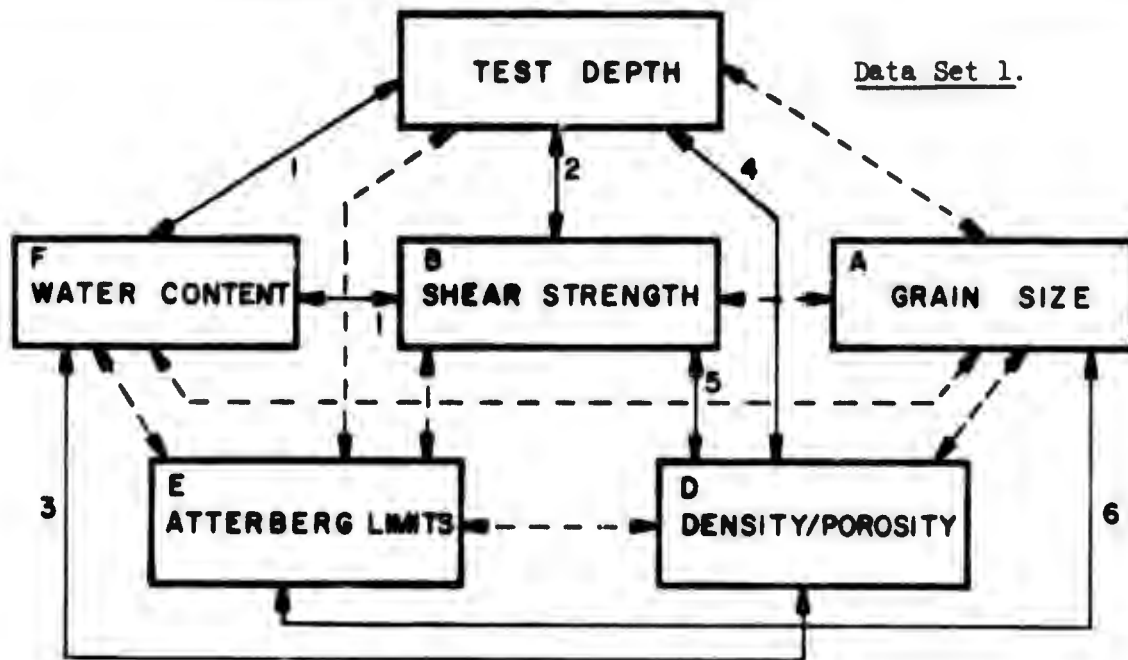 TEST DEPTH
Data Set 1.
1
2
4
F
WATER CONTENT
B
SHEAR STRENGTH
A
GRAIN SIZE
1
5
3
E
ATTERBERG LIMITS
D
DENSITY/POROSITY
6